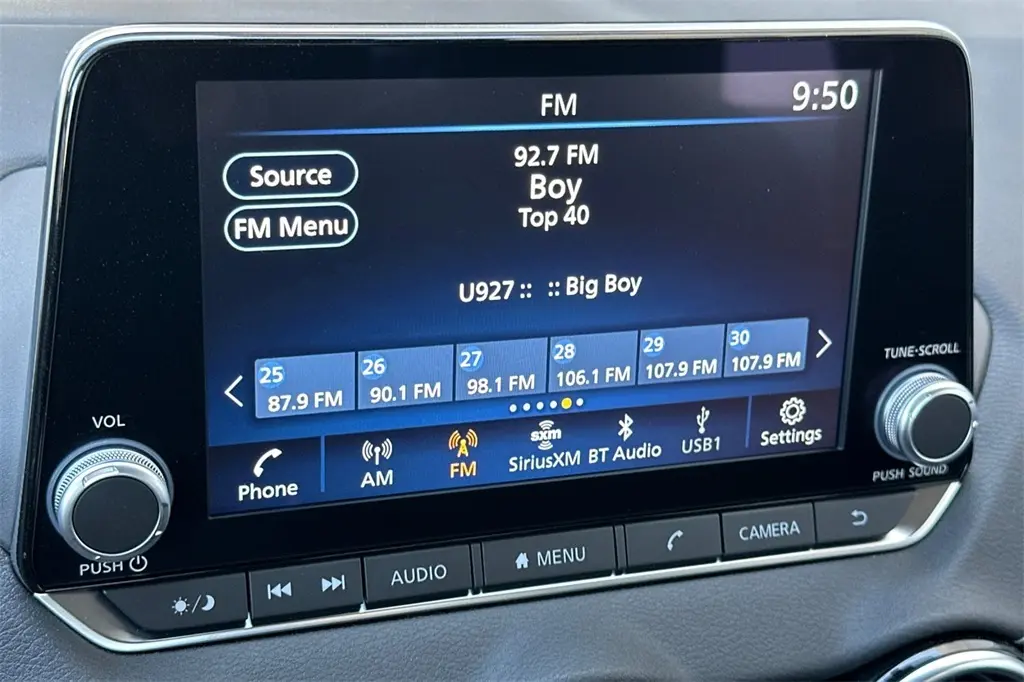 FM
9:50
Source
FM Menu
92.7 FM
Boy
Top 40
U927 :: :: Big Boy
25 87.9 FM
26 90.1 FM
27 98.1 FM
28 106.1 FM
29 107.9 FM
30 107.9 FM
Phone
AM
FM
sxm
SiriusXM
BT Audio
USB1
Settings
VOL
PUSH
TUNE·SCROLL
PUSH SOUND
AUDIO
MENU
CAMERA